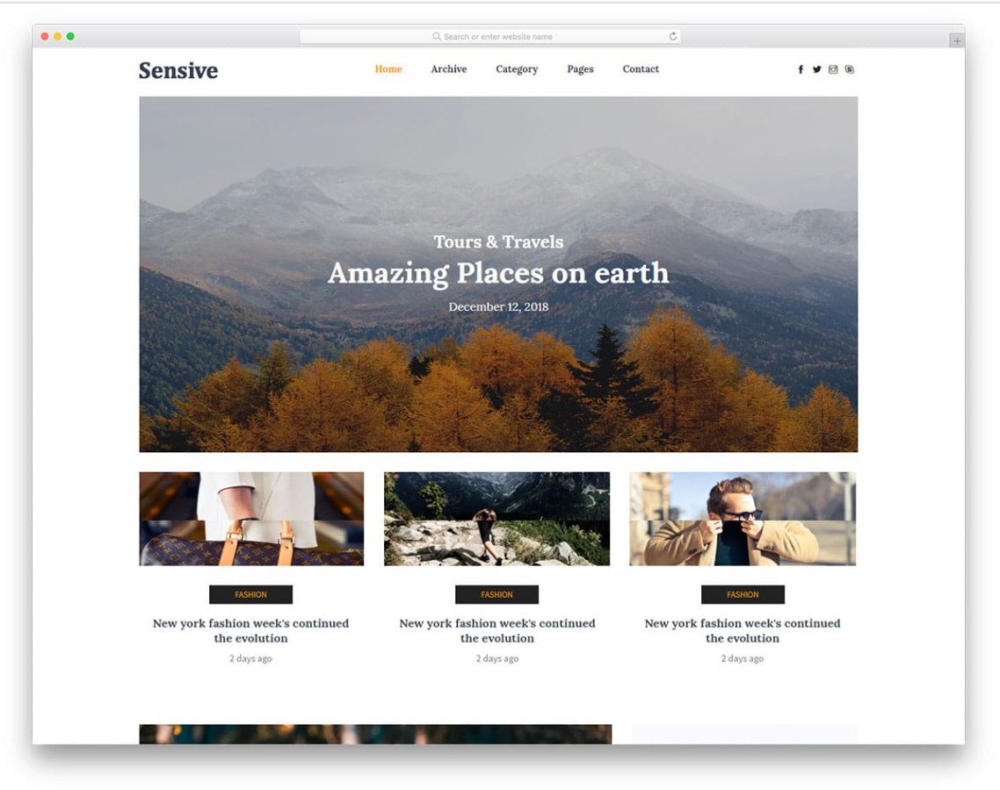 Search or enter website name
Sensive
Home Archive Category Pages Contact
Tours & Travels
Amazing Places on earth
December 12, 2018
FASHION
New york fashion week's continued
the evolution
2 days ago
FASHION
New york fashion week's continued
the evolution
2 days ago
FASHION
New york fashion week's continued
the evolution
2 days ago